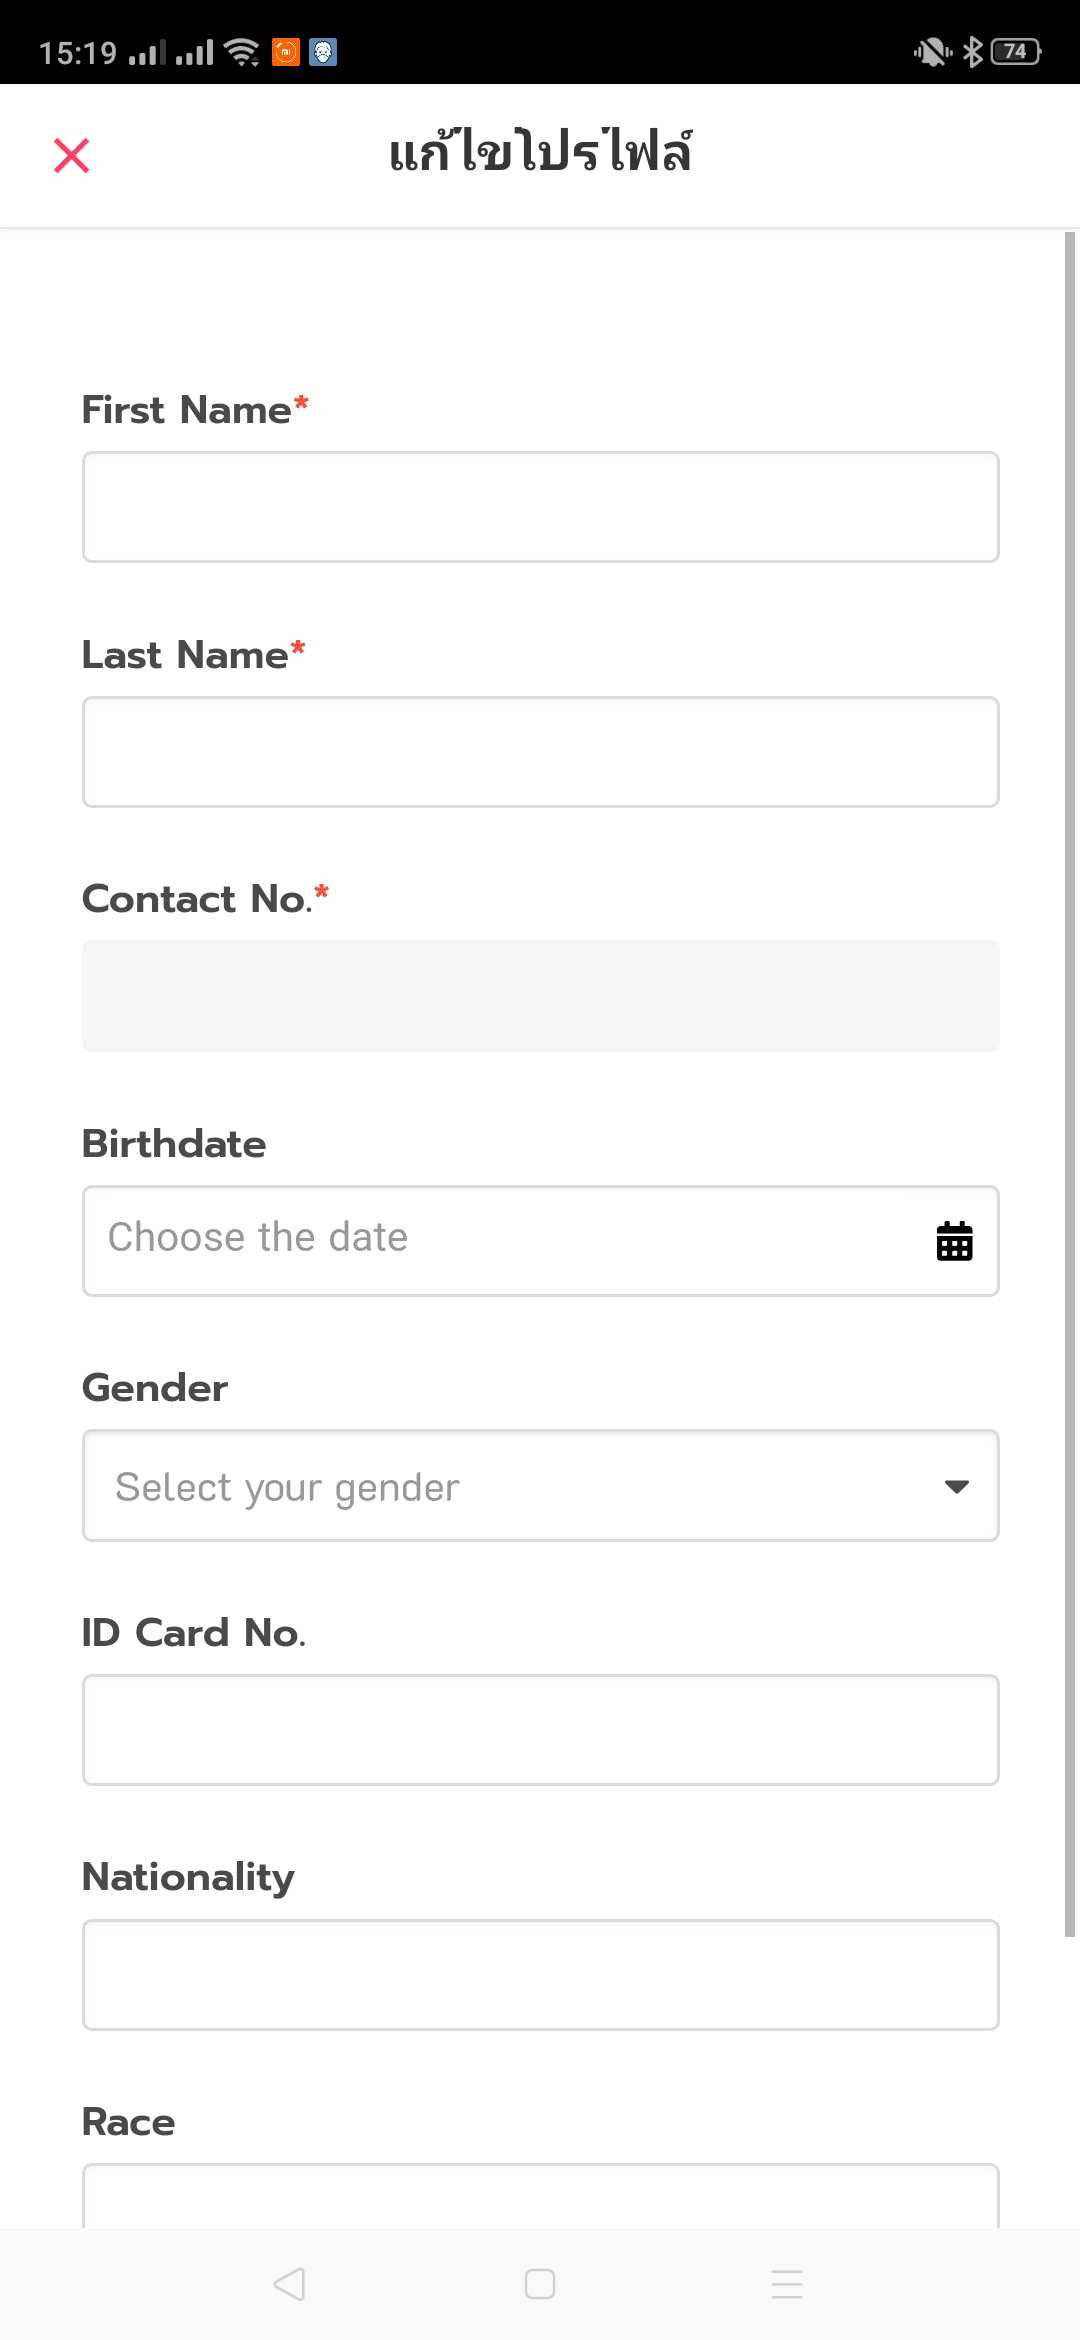 15:19
74
แก้ไขโปรไฟล์
First Name*
Last Name*
Contact No.*
Birthdate
Choose the date
Gender
Select your gender
ID Card No.
Nationality
Race